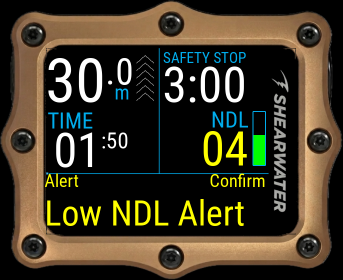 30.0 m
SAFETY STOP
3:00
TIME
01:50
NDL
04
Alert
Confirm
Low NDL Alert
SHEARWATER